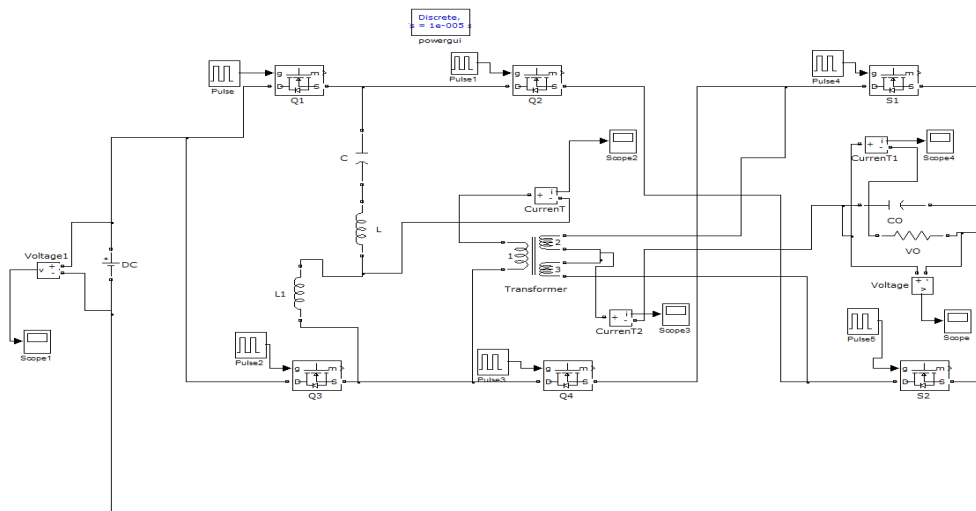 Discrete,
s = 1e-005 s
powergui
g m
D S
Pulse
Q1
g m
D S
Pulse1
Q2
g m
D S
Pulse4
S1
C
L
L1
i
+
-
CurrenT
Scope2
i
+
-
CurrenT1
Scope4
CO
VO
Voltage1
v
+
-
DC
+
Scope1
1
2
3
Transformer
i
+
-
CurrenT2
Scope3
Voltage
+ -
v
Scope
g m
D S
Pulse2
Q3
g m
D S
Pulse3
Q4
g m
D S
Pulse5
S2